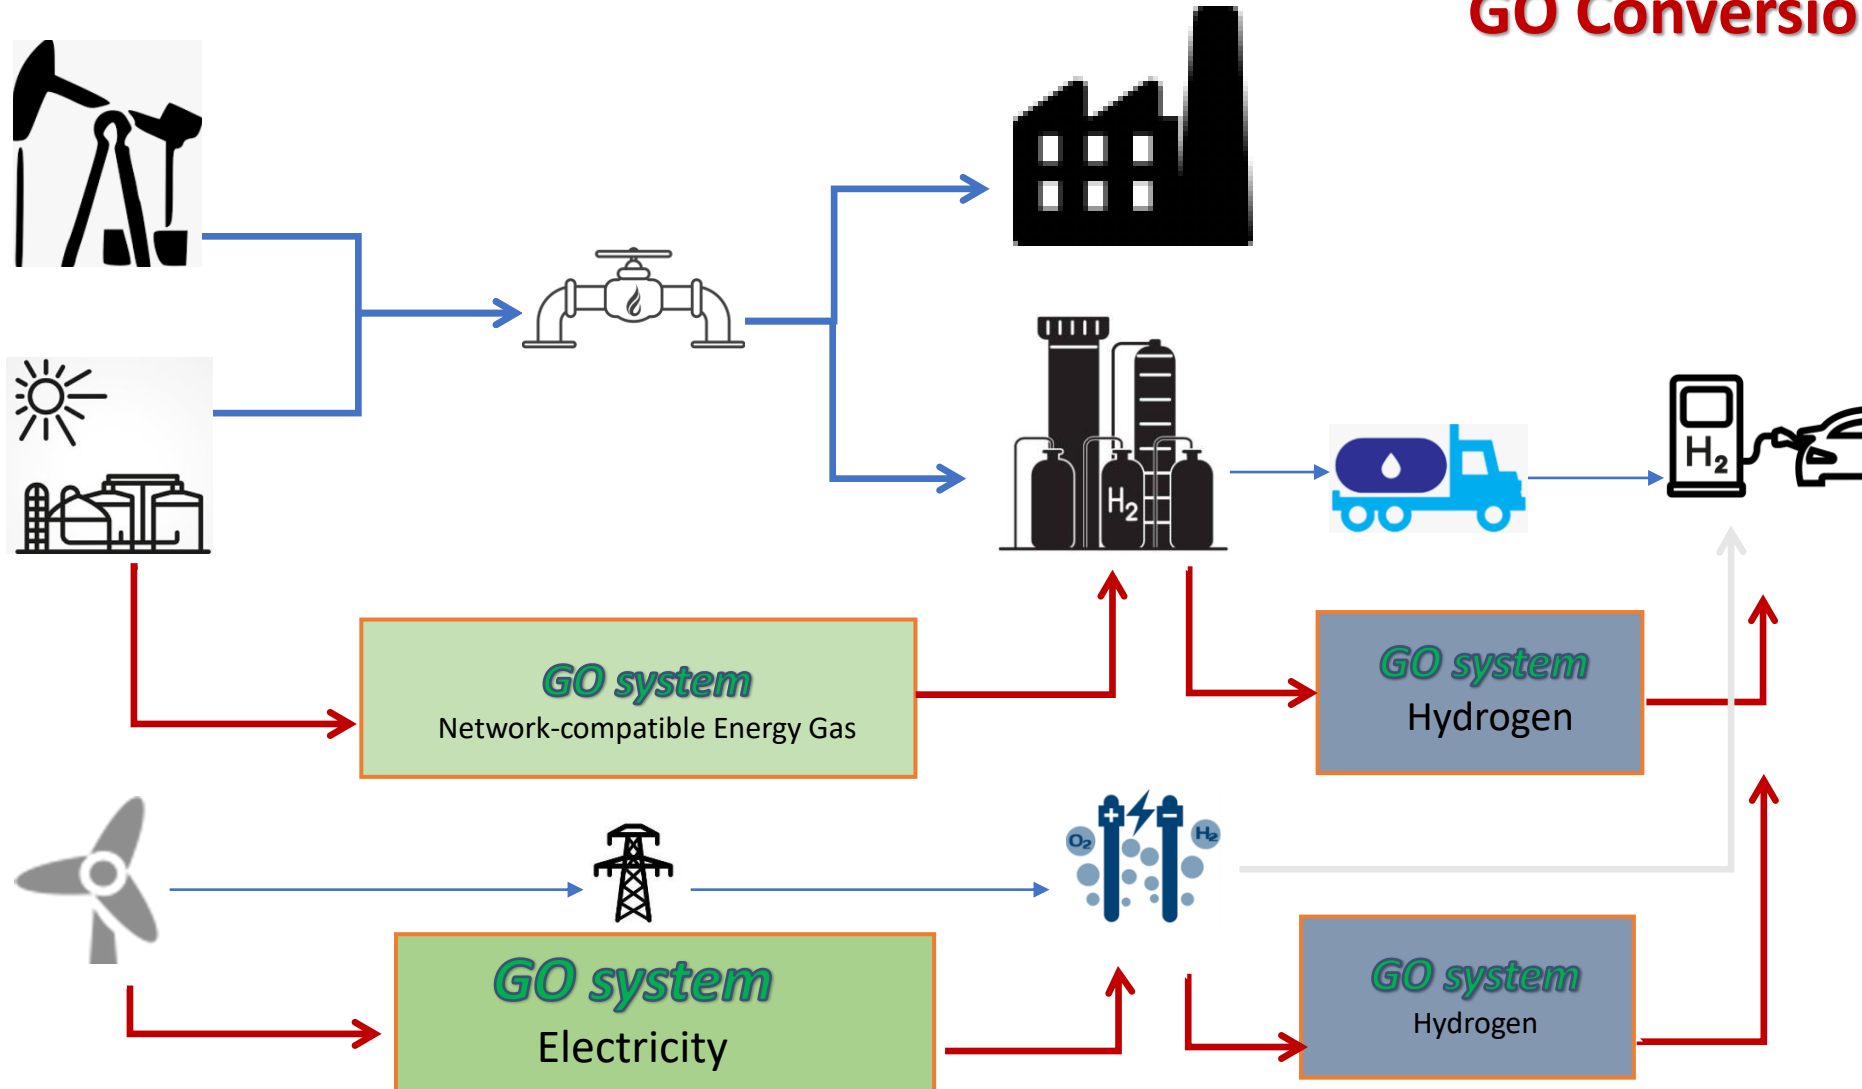 GO Conversio
H2
H2
GO system
Network-compatible Energy Gas
GO system
Hydrogen
+
−
O2
H2
GO system
Electricity
GO system
Hydrogen